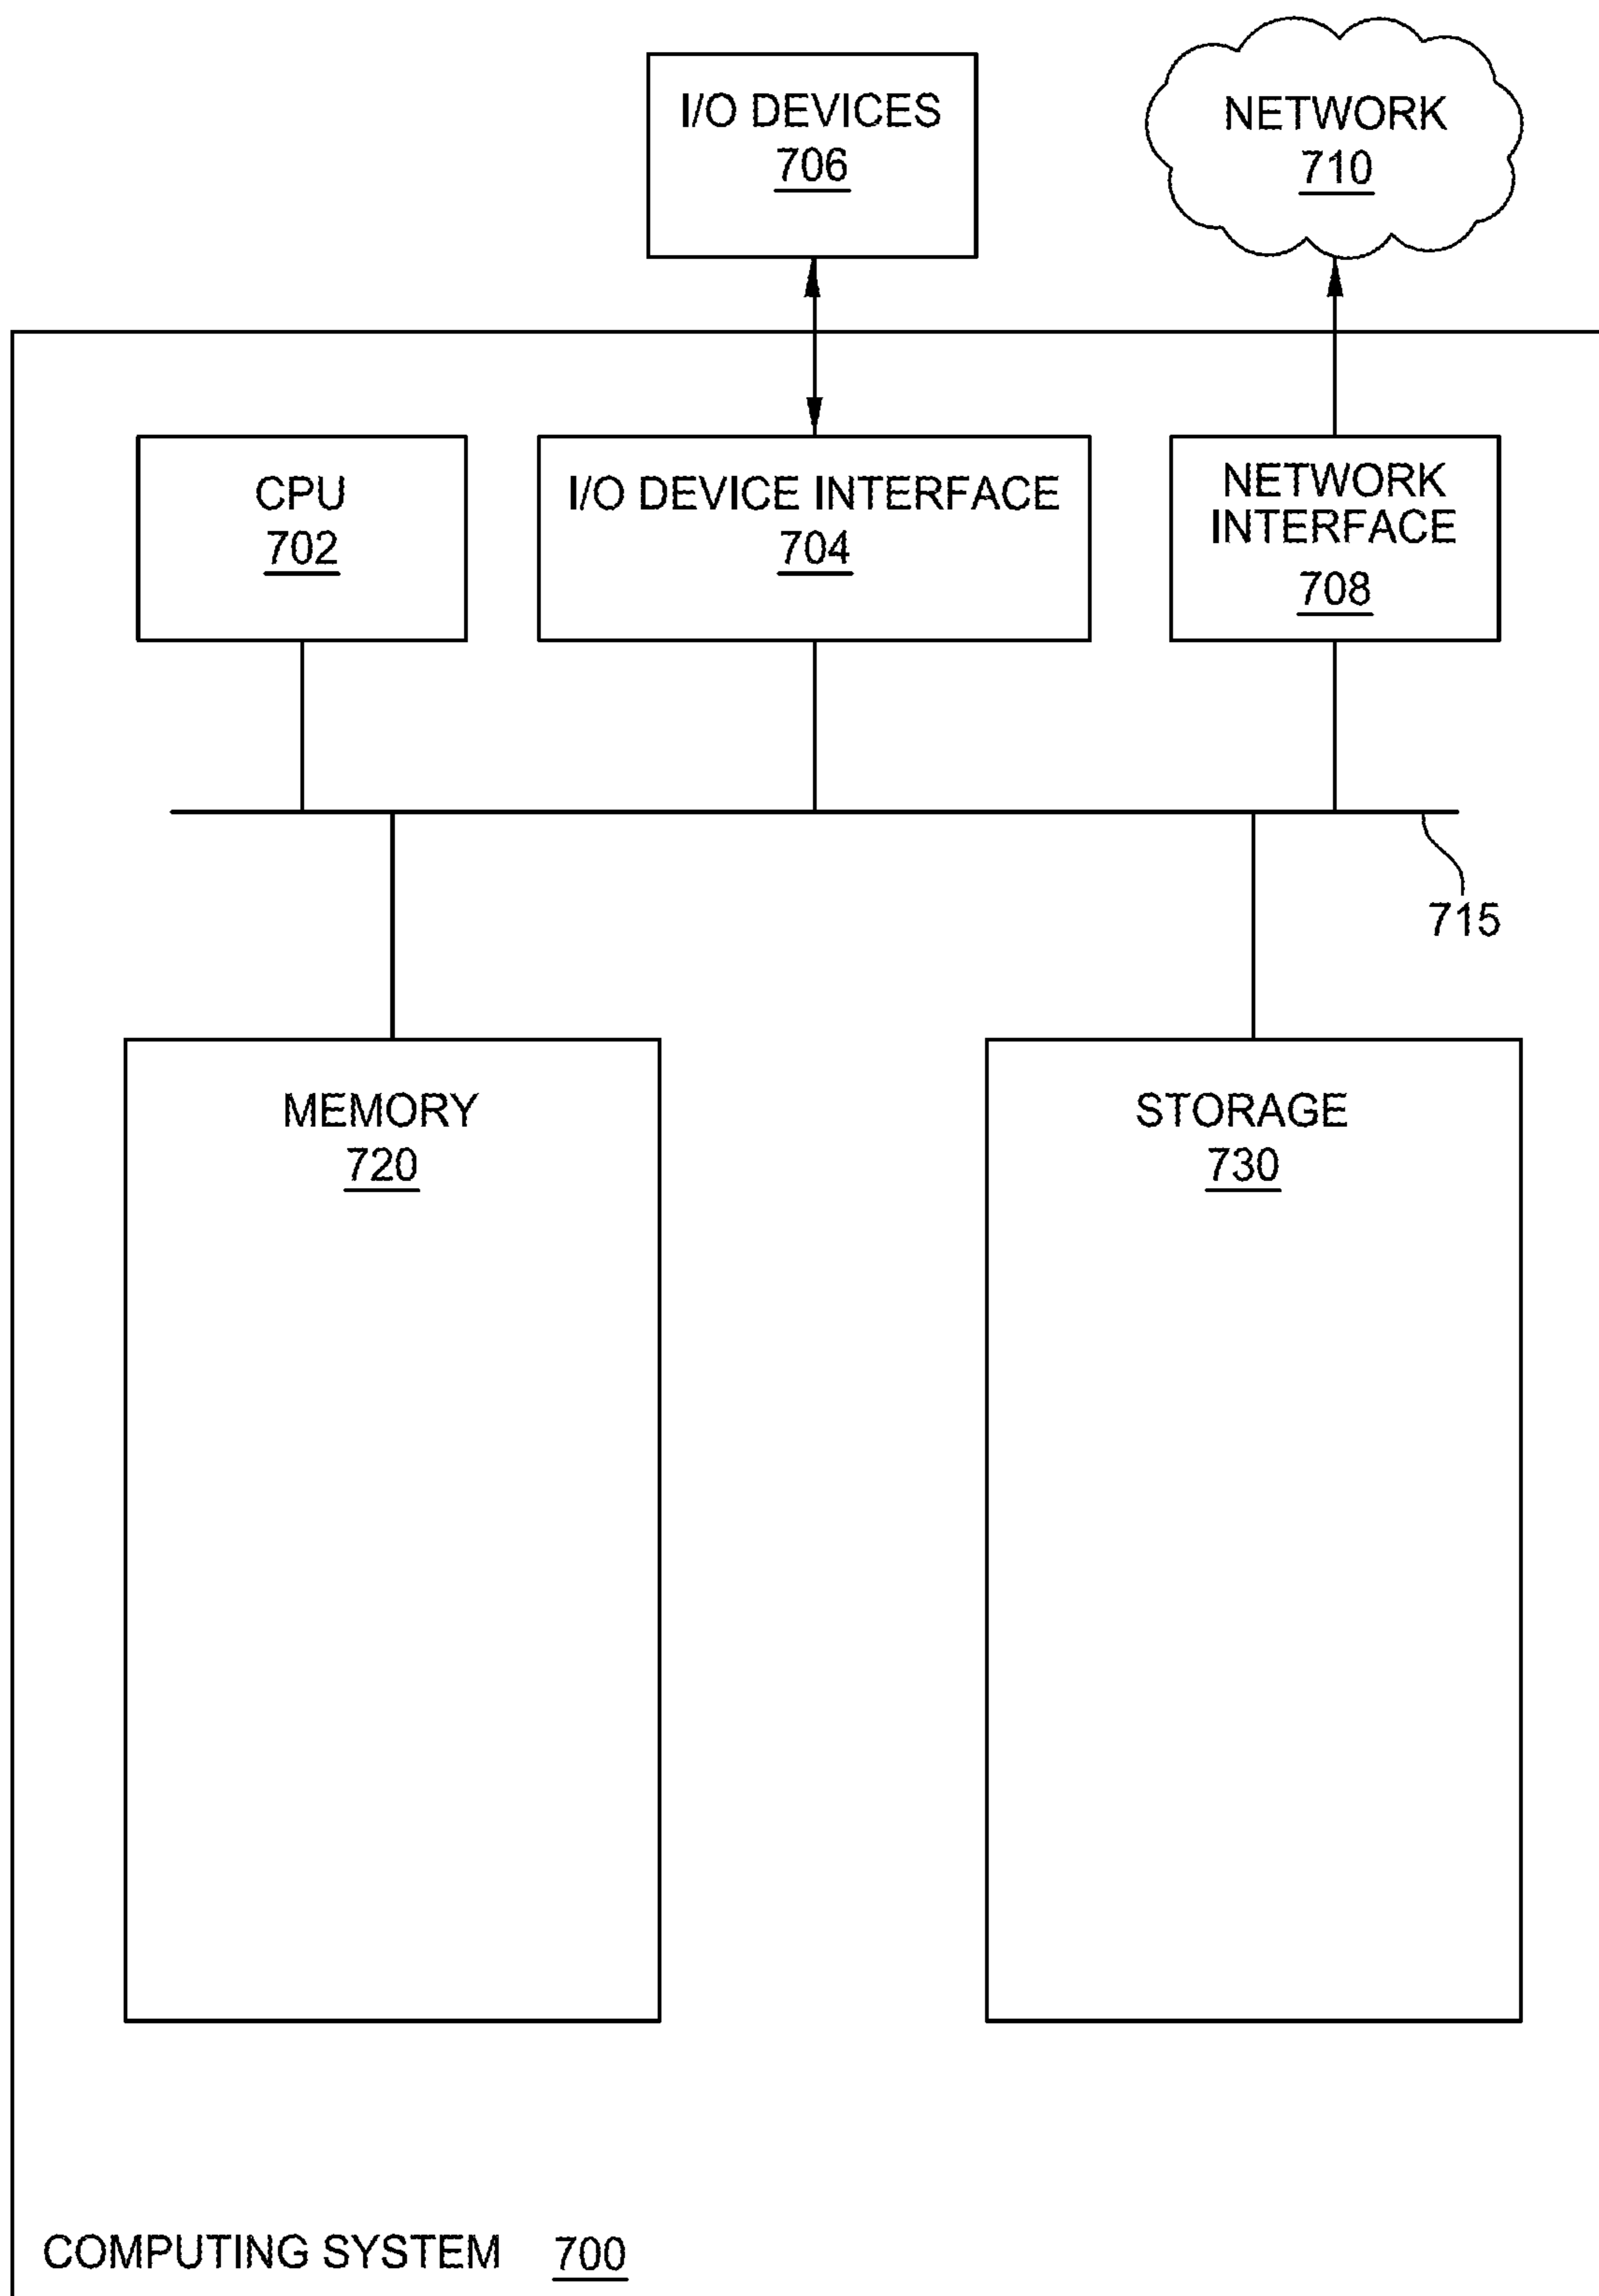 I/O DEVICES
706
NETWORK
710
CPU
702
I/O DEVICE INTERFACE
704
NETWORK
INTERFACE
708
715
MEMORY
720
STORAGE
730
COMPUTING SYSTEM 700